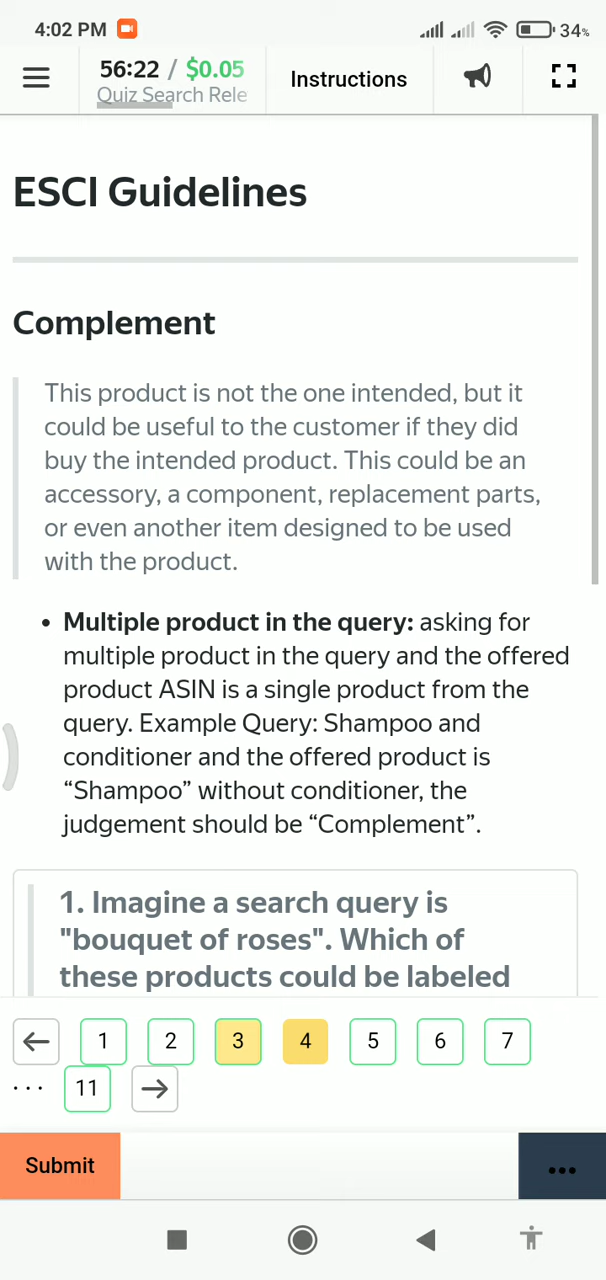 4:02 PM 34%
56:22 / $0.05
Quiz Search Rele
Instructions
ESCI Guidelines
Complement
This product is not the one intended, but it
could be useful to the customer if they did
buy the intended product. This could be an
accessory, a component, replacement parts,
or even another item designed to be used
with the product.
• Multiple product in the query: asking for
multiple product in the query and the offered
product ASIN is a single product from the
query. Example Query: Shampoo and
conditioner and the offered product is
“Shampoo” without conditioner, the
judgement should be “Complement”.
1. Imagine a search query is
"bouquet of roses". Which of
these products could be labeled
1 2 3 4 5 6 7
... 11
Submit ...